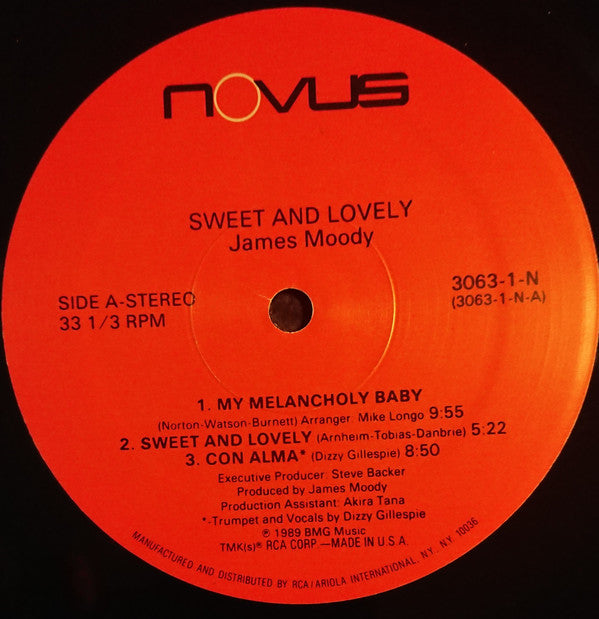 NOVUS
SWEET AND LOVELY
James Moody
SIDE A-STEREO
33 1/3 RPM
3063-1-N
(3063-1-N-A)
1. MY MELANCHOLY BABY
(Norton-Watson-Burnett) Arranger: Mike Longo 9:55
2. SWEET AND LOVELY (Arnheim-Tobias-Danbrie) 5:22
3. CON ALMA* (Dizzy Gillespie) 8:50
Executive Producer: Steve Backer
Produced by James Moody
Production Assistant: Akira Tana
*-Trumpet and Vocals by Dizzy Gillespie
℗ 1989 BMG Music
TMK(s)® RCA CORP.—MADE IN U.S.A.
MANUFACTURED AND DISTRIBUTED BY RCA/ARIOLA INTERNATIONAL, N.Y. N.Y. 10036